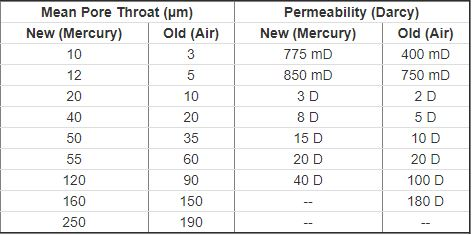 Mean Pore Throat (µm) Permeability (Darcy)
New (Mercury) Old (Air) New (Mercury) Old (Air)
10 3 775 mD 400 mD
12 5 850 mD 750 mD
20 10 3 D 2 D
40 20 8 D 5 D
50 35 15 D 10 D
55 60 20 D 20 D
120 90 40 D 100 D
160 150 -- 180 D
250 190 -- --